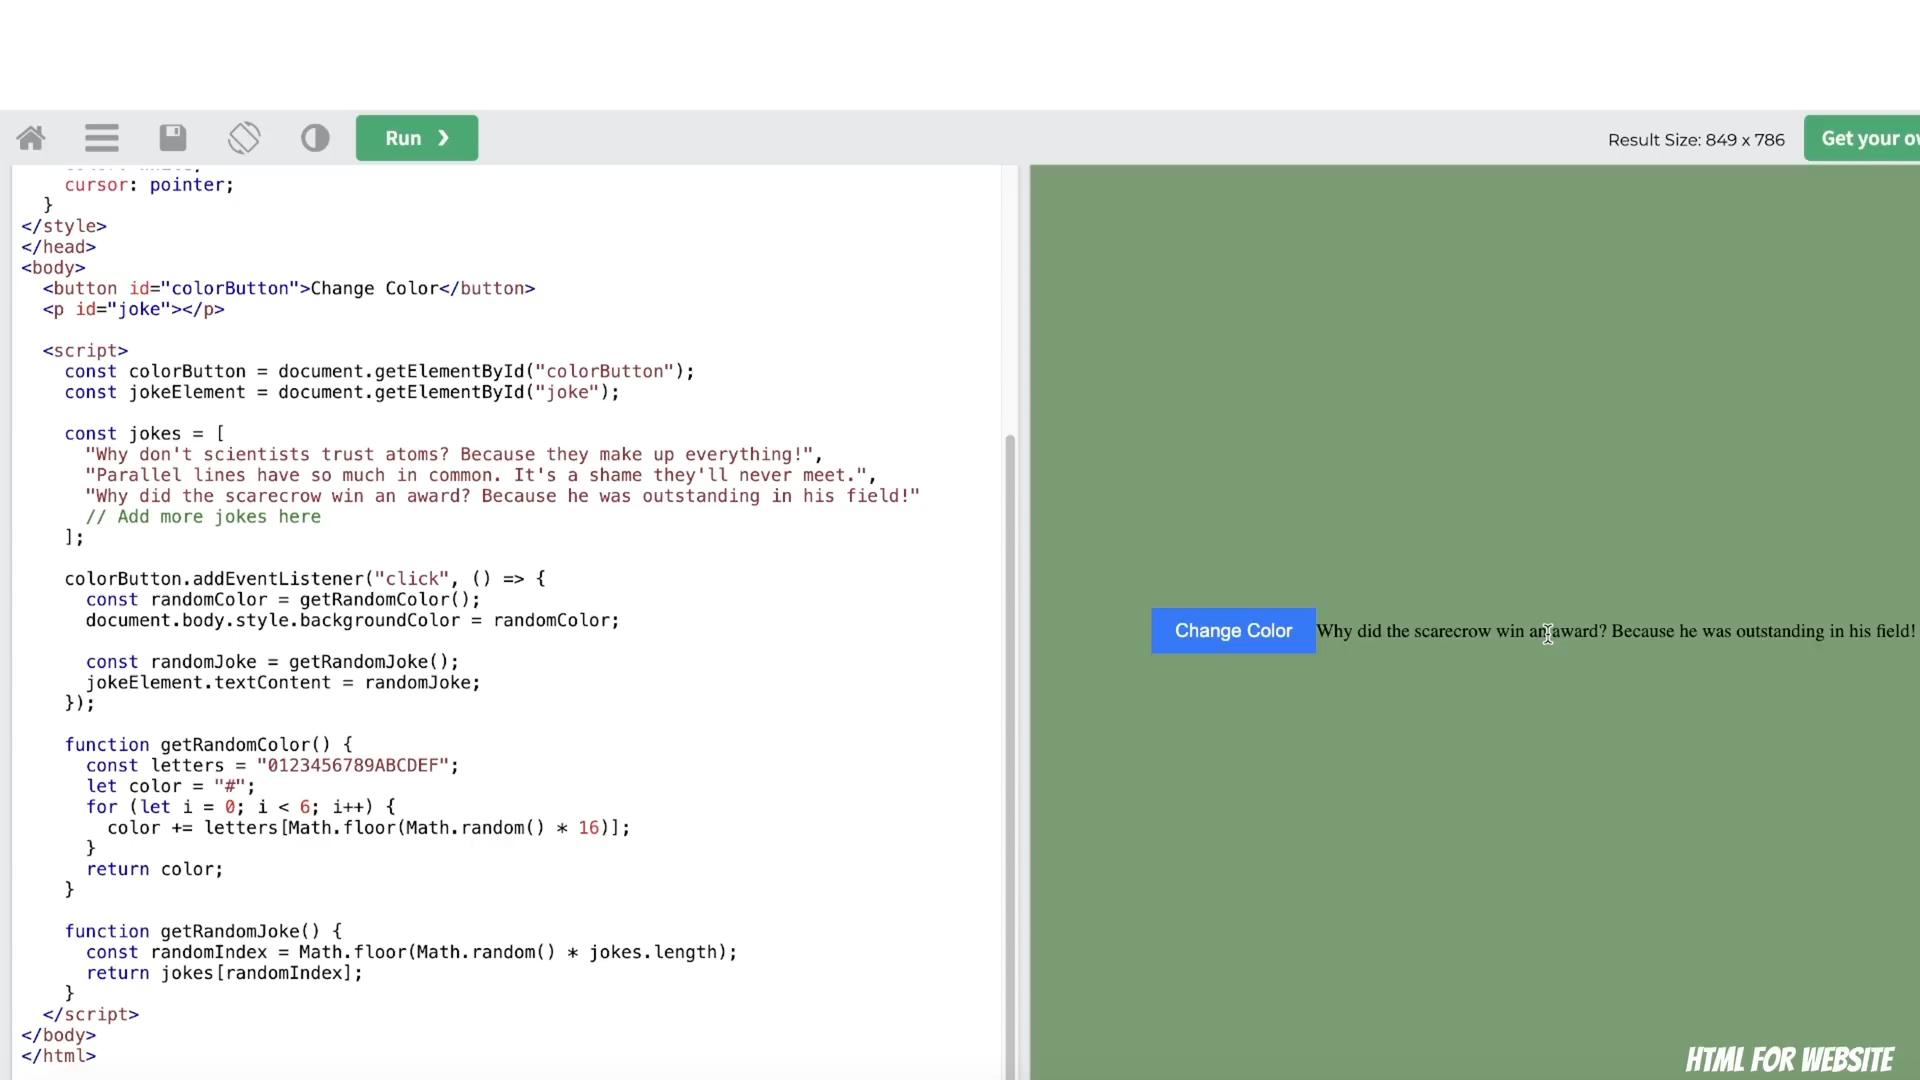 Run ❯
Result Size: 849 x 786
Get your ow
cursor: pointer;
}
</style>
</head>
<body>
<button id="colorButton">Change Color</button>
<p id="joke"></p>
<script>
const colorButton = document.getElementById("colorButton");
const jokeElement = document.getElementById("joke");
const jokes = [
"Why don't scientists trust atoms? Because they make up everything!",
"Parallel lines have so much in common. It's a shame they'll never meet.",
"Why did the scarecrow win an award? Because he was outstanding in his field!"
// Add more jokes here
];
colorButton.addEventListener("click", () => {
const randomColor = getRandomColor();
document.body.style.backgroundColor = randomColor;
const randomJoke = getRandomJoke();
jokeElement.textContent = randomJoke;
});
function getRandomColor() {
const letters = "0123456789ABCDEF";
let color = "#";
for (let i = 0; i < 6; i++) {
color += letters[Math.floor(Math.random() * 16)];
}
return color;
}
function getRandomJoke() {
const randomIndex = Math.floor(Math.random() * jokes.length);
return jokes[randomIndex];
}
</script>
</body>
</html>
Change Color
Why did the scarecrow win an award? Because he was outstanding in his field!
HTML FOR WEBSITE